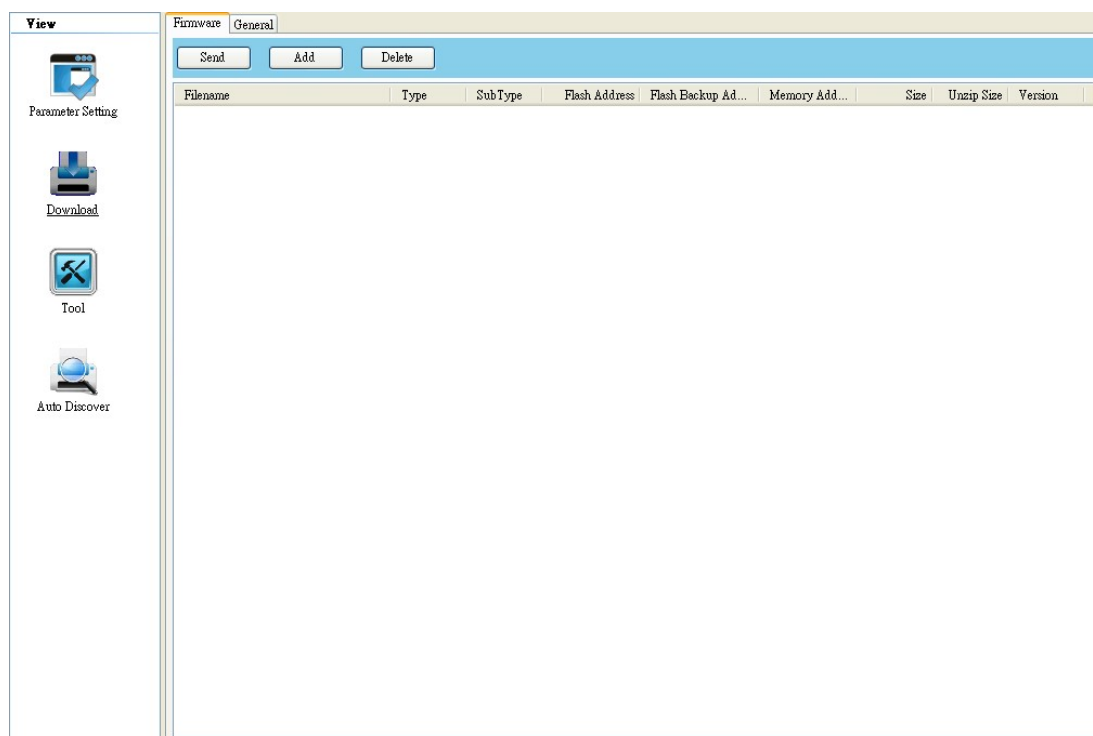 View
Parameter Setting
Download
Tool
Auto Discover
Firmware General
Send Add Delete
Filename Type SubType Flash Address Flash Backup Ad... Memory Add... Size Unzip Size Version